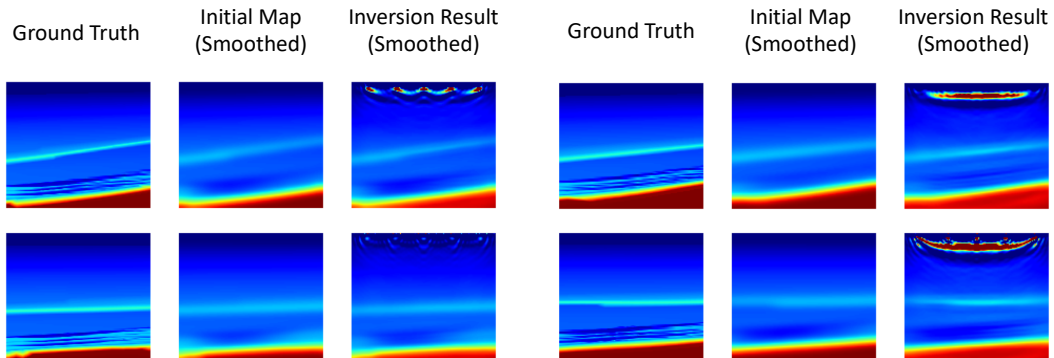 Ground Truth
Initial Map
(Smoothed)
Inversion Result
(Smoothed)
Ground Truth
Initial Map
(Smoothed)
Inversion Result
(Smoothed)